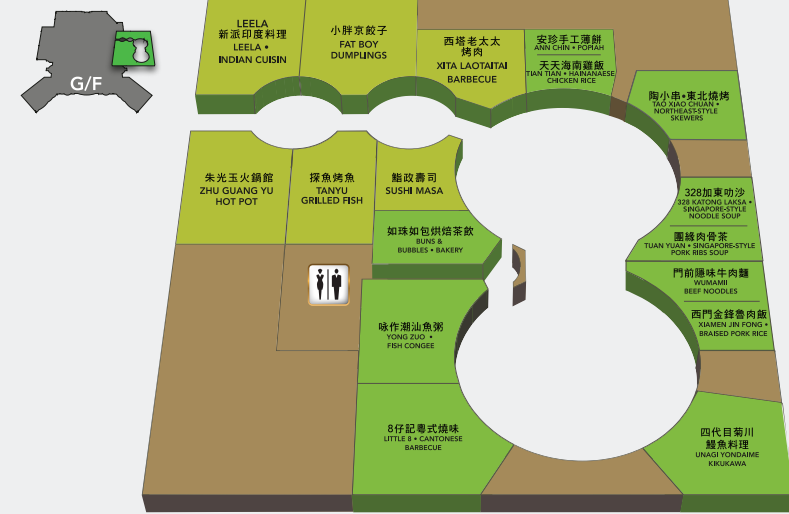 G/F
LEELA
新派印度料理
LEELA •
INDIAN CUISIN
小胖京餃子
FAT BOY
DUMPLINGS
西塔老太太
烤肉
XITA LAOTAITAI
BARBECUE
安珍手工薄餅
ANN CHIN • POPIAH
天天海南雞飯
TIAN TIAN • HAINANAESE
CHICKEN RICE
陶小串•東北燒烤
TAO XIAO CHUAN •
NORTHEAST-STYLE
SKEWERS
朱光玉火鍋館
ZHU GUANG YU
HOT POT
探魚烤魚
TANYU
GRILLED FISH
鮨政壽司
SUSHI MASA
如珠如包烘焙茶飲
BUNS &
BUBBLES • BAKERY
328加東叻沙
328 KATONG LAKSA •
SINGAPORE-STYLE
NOODLE SOUP
團緣肉骨茶
TUAN YUAN • SINGAPORE-STYLE
PORK RIBS SOUP
門前隱味牛肉麵
WUMAMII
BEEF NOODLES
西門金鋒魯肉飯
XIAMEN JIN FONG •
BRAISED PORK RICE
咏作潮汕魚粥
YONG ZUO •
FISH CONGEE
8仔記粵式燒味
LITTLE 8 • CANTONESE
BARBECUE
四代目菊川
鰻魚料理
UNAGI YONDAIME
KIKUKAWA